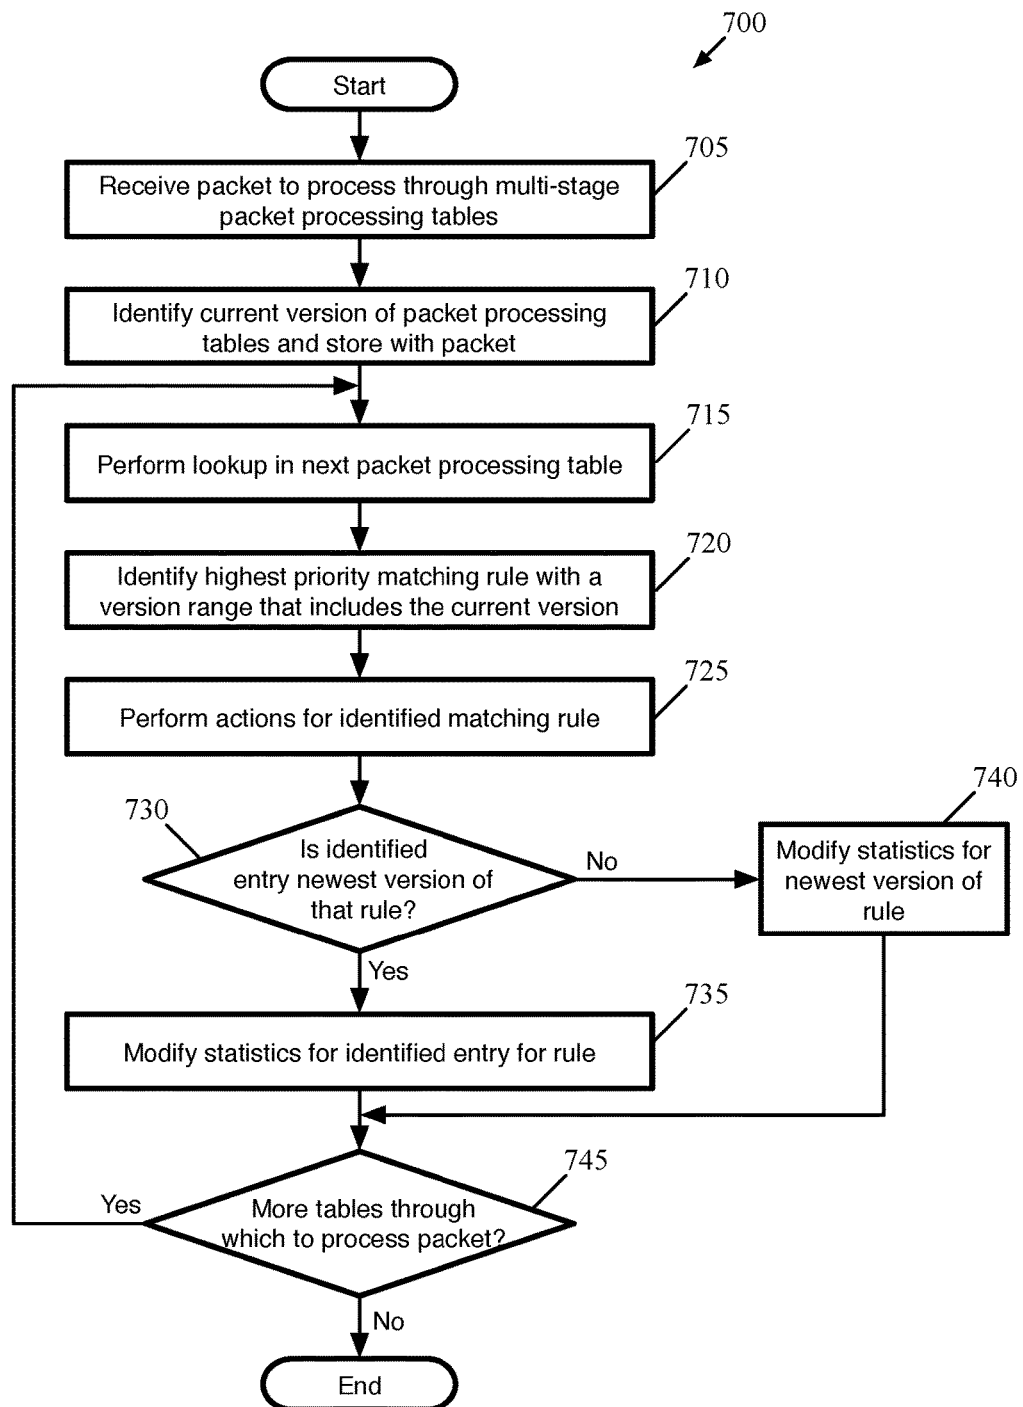 700
Start
705
Receive packet to process through multi-stage
packet processing tables
710
Identify current version of packet processing
tables and store with packet
715
Perform lookup in next packet processing table
720
Identify highest priority matching rule with a
version range that includes the current version
725
Perform actions for identified matching rule
730
Is identified
entry newest version of
that rule?
No
740
Modify statistics for
newest version of
rule
Yes
735
Modify statistics for identified entry for rule
745
Yes
More tables through
which to process packet?
No
End